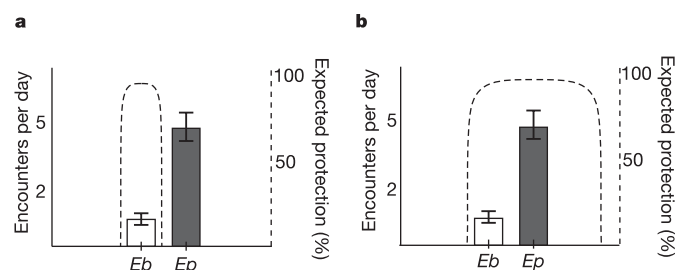 a
Encounters per day
5
2
100
50
Expected protection (%)
Eb
Ep
b
Encounters per day
5
2
100
50
Expected protection (%)
Eb
Ep